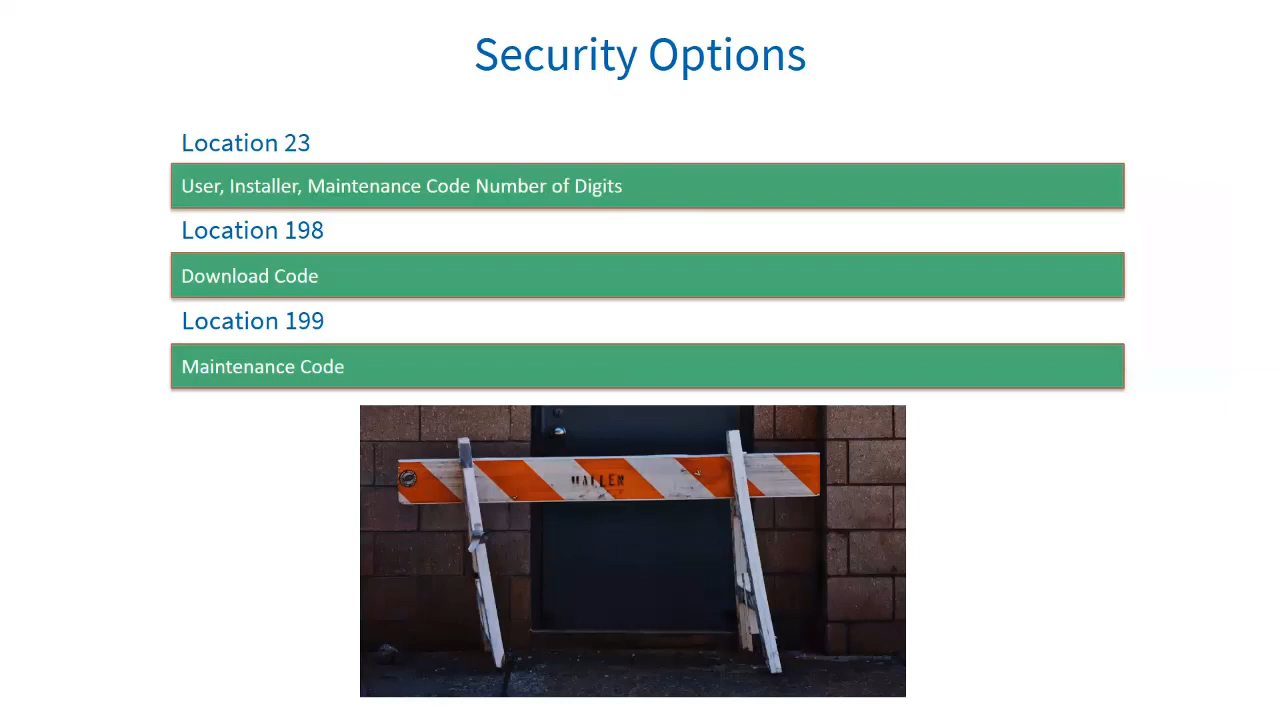 Security Options
Location 23
User, Installer, Maintenance Code Number of Digits
Location 198
Download Code
Location 199
Maintenance Code
HALLEN